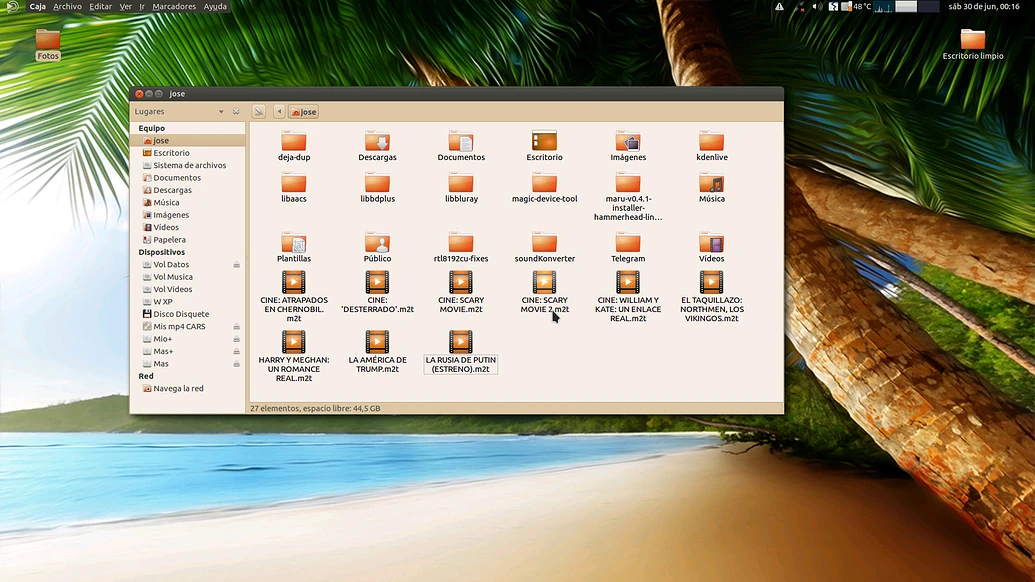 Caja Archivo Editar Ver Ir Marcadores Ayuda
48 °C
sáb 30 de jun, 00:16
Fotos
Escritorio limpio
jose
Lugares
jose
Equipo
jose
Escritorio
Sistema de archivos
Documentos
Descargas
Música
Imágenes
Vídeos
Papelera
Dispositivos
Vol Datos
Vol Musica
Vol Videos
W XP
Disco Disquete
Mis mp4 CARS
Mio+
Mas+
Mas
Red
Navega la red
deja-dup
Descargas
Documentos
Escritorio
Imágenes
kdenlive
libaacs
libbdplus
libbluray
magic-device-tool
maru-v0.4.1-
installer-
hammerhead-lin...
Música
Plantillas
Público
rtl8192cu-fixes
soundKonverter
Telegram
Vídeos
CINE: ATRAPADOS
EN CHERNOBIL.
m2t
CINE:
'DESTERRADO'.m2t
CINE: SCARY
MOVIE.m2t
CINE: SCARY
MOVIE 2.m2t
CINE: WILLIAM Y
KATE: UN ENLACE
REAL.m2t
EL TAQUILLAZO:
NORTHMEN, LOS
VIKINGOS.m2t
HARRY Y MEGHAN:
UN ROMANCE
REAL.m2t
LA AMÉRICA DE
TRUMP.m2t
LA RUSIA DE PUTIN
(ESTRENO).m2t
27 elementos, espacio libre: 44,5 GB